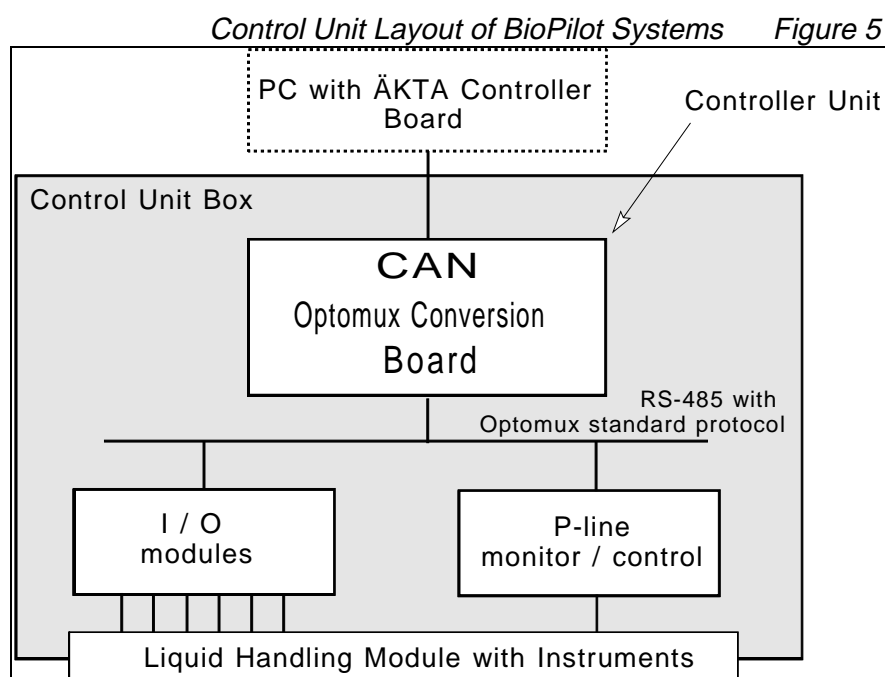 Control Unit Layout of BioPilot Systems Figure 5
PC with ÄKTA Controller
Board
Controller Unit
Control Unit Box
CAN
Optomux Conversion
Board
RS-485 with
Optomux standard protocol
I / O
modules
P-line
monitor / control
Liquid Handling Module with Instruments